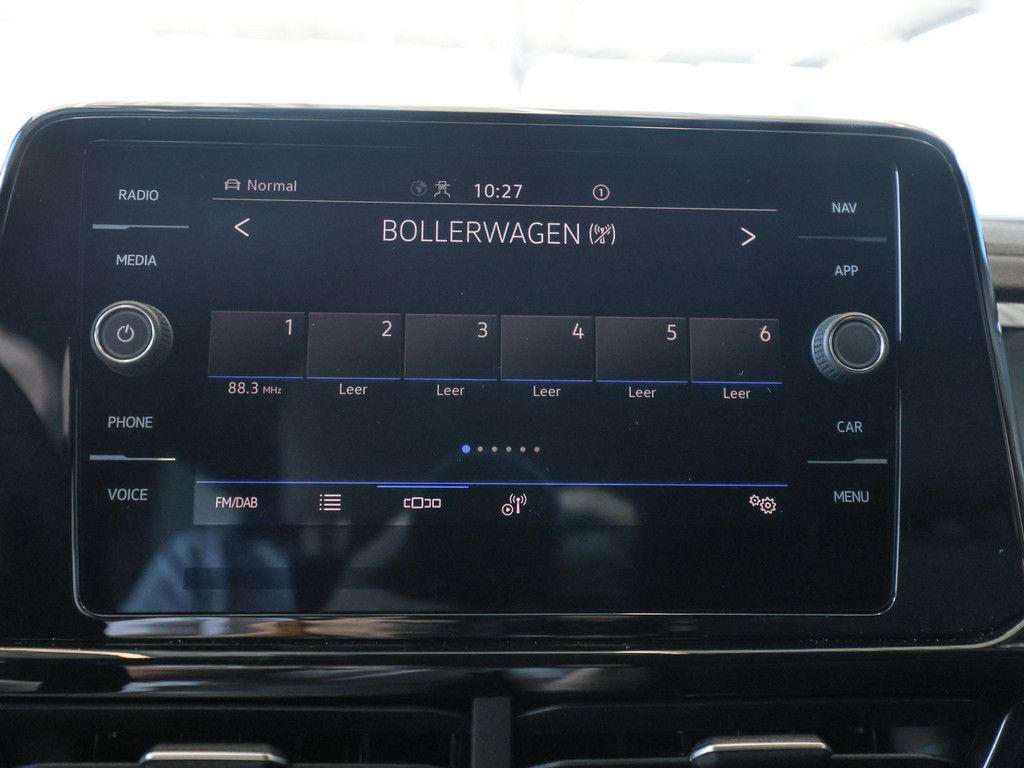 RADIO
MEDIA
PHONE
VOICE
Normal
10:27
1
< BOLLERWAGEN >
1 2 3 4 5 6
88.3 MHz Leer Leer Leer Leer Leer
FM/DAB
NAV
APP
CAR
MENU